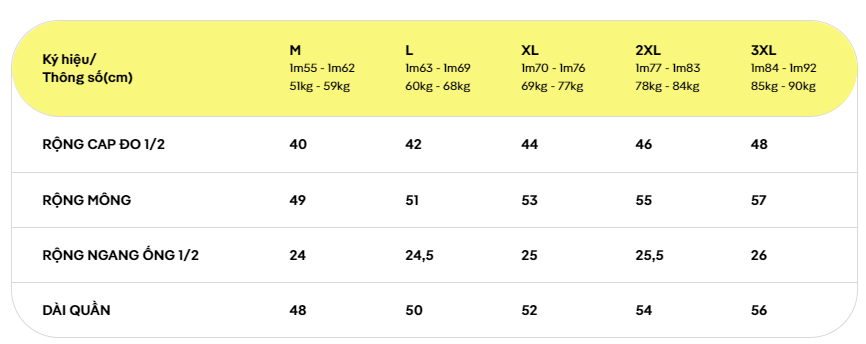 Ký hiệu/
Thông số(cm)
M
1m55 - 1m62
51kg - 59kg
L
1m63 - 1m69
60kg - 68kg
XL
1m70 - 1m76
69kg - 77kg
2XL
1m77 - 1m83
78kg - 84kg
3XL
1m84 - 1m92
85kg - 90kg
RỘNG CAP ĐO 1/2 40 42 44 46 48
RỘNG MÔNG 49 51 53 55 57
RỘNG NGANG ỐNG 1/2 24 24,5 25 25,5 26
DÀI QUẦN 48 50 52 54 56